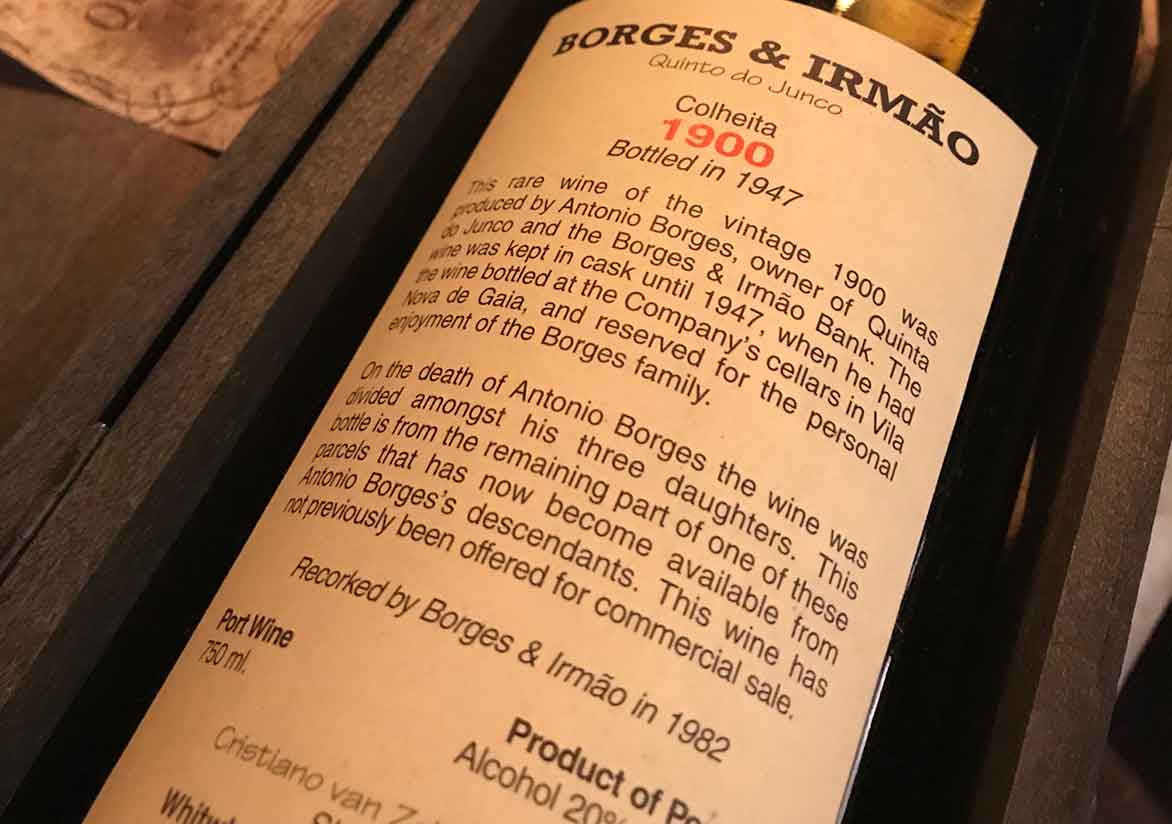 BORGES & IRMÃO
Quinto do Junco
Colheita
1900
Bottled in 1947
This rare wine of the vintage 1900 was
produced by Antonio Borges, owner of Quinta
do Junco and the Borges & Irmão Bank. The
wine was kept in cask until 1947, when he had
the wine bottled at the Company's cellars in Vila
Nova de Gaia, and reserved for the personal
enjoyment of the Borges family.
On the death of Antonio Borges the wine was
divided amongst his three daughters. This
bottle is from the remaining part of one of these
parcels that has now become available from
Antonio Borges's descendants. This wine has
not previously been offered for commercial sale.
Recorked by Borges & Irmão in 1982
Port Wine
750 ml.
Product of
Alcohol 20%
Cristiano van